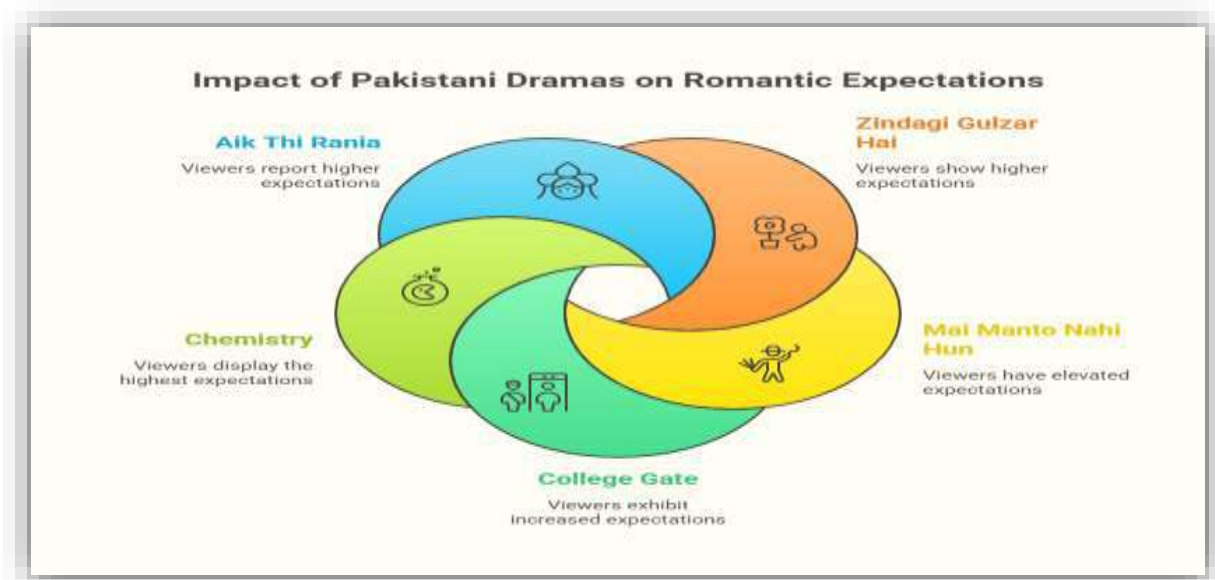 Impact of Pakistani Dramas on Romantic Expectations
Aik Thi Rania
Viewers report higher
expectations
Zindagi Gulzar
Hai
Viewers show higher
expectations
Chemistry
Viewers display the
highest expectations
Mai Manto Nahi
Hun
Viewers have elevated
expectations
College Gate
Viewers exhibit
increased expectations